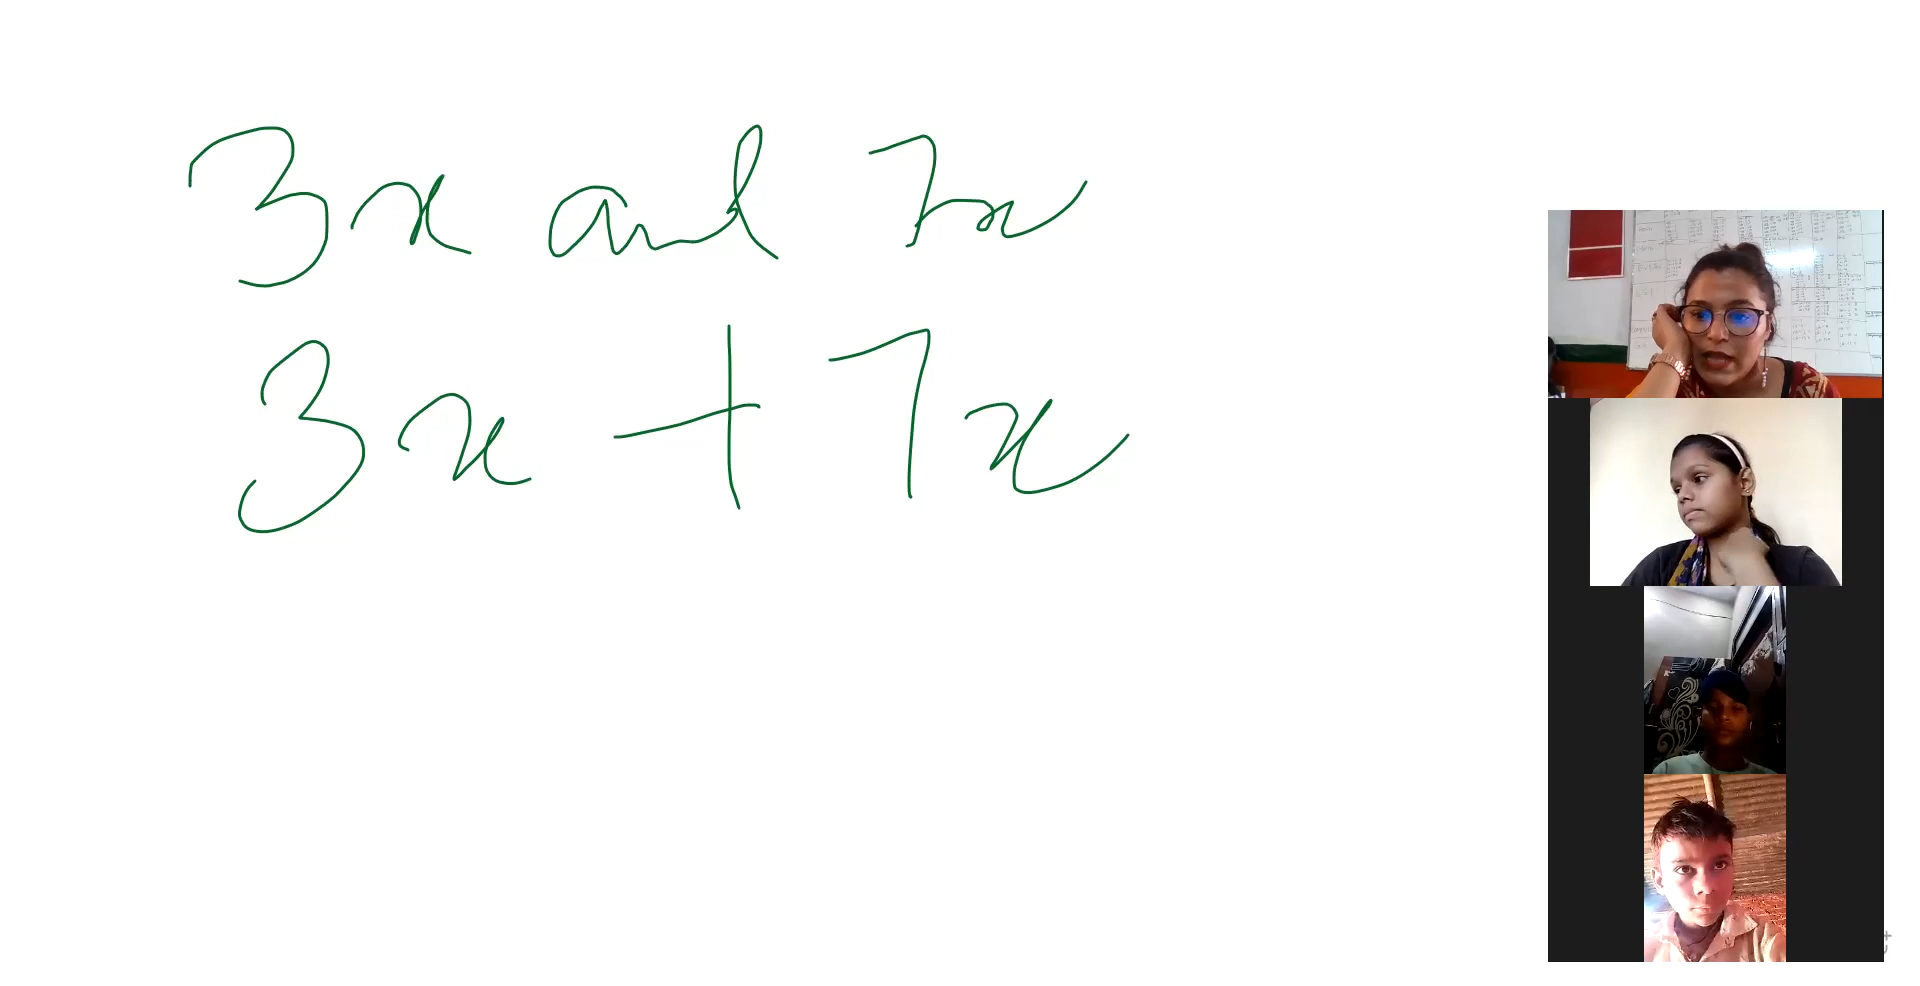 3x and 7x
3x + 7x